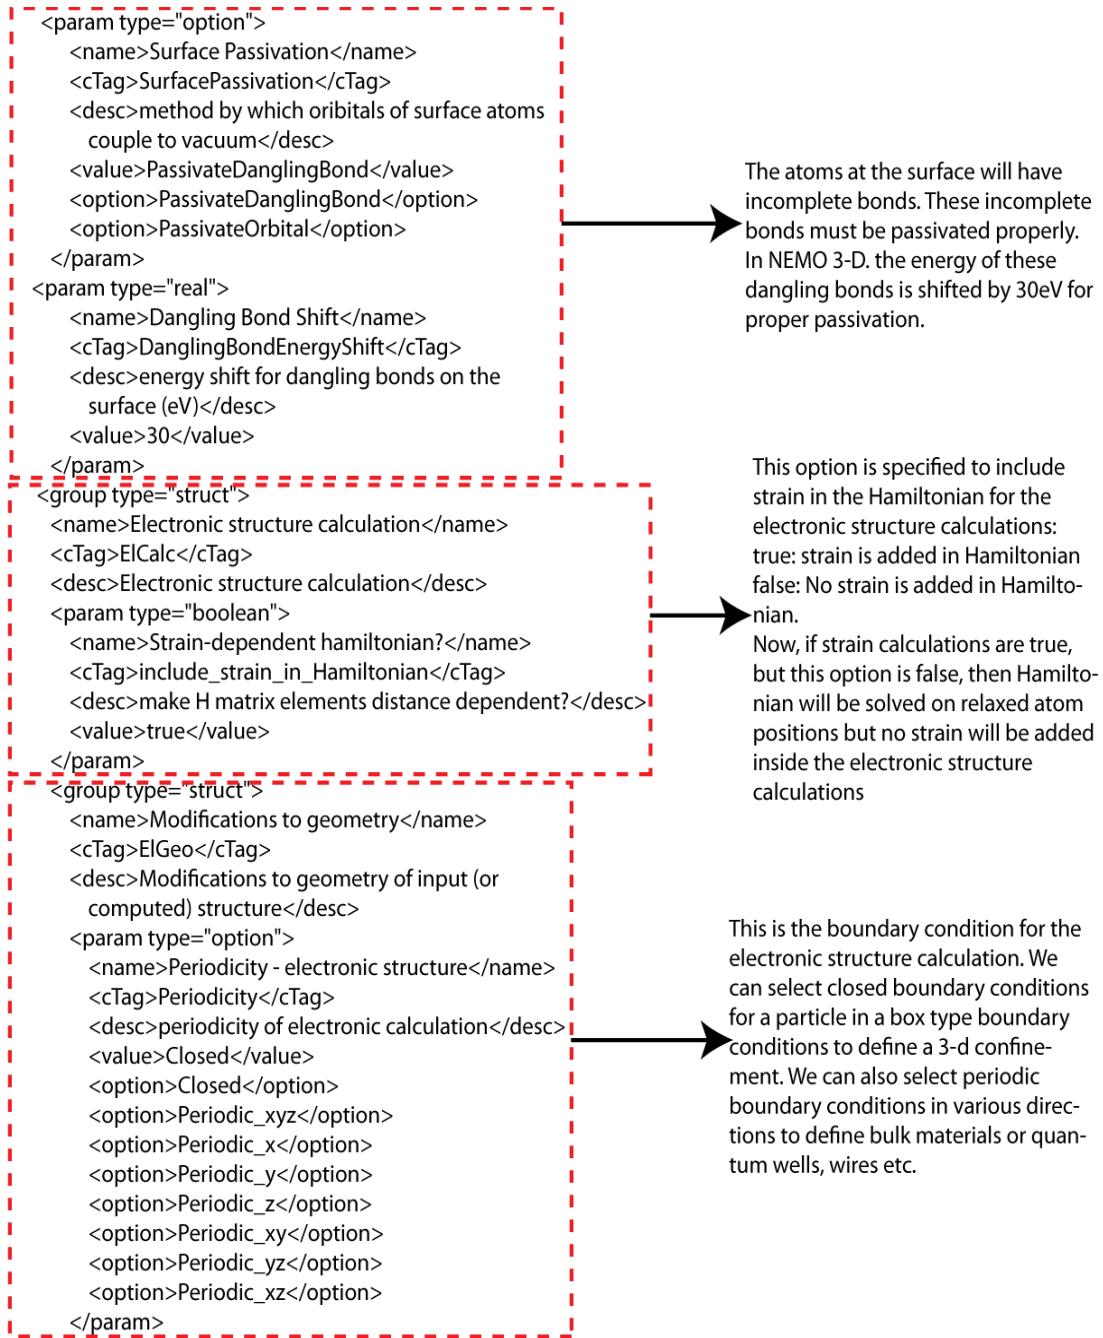 <param type="option">
<name>Surface Passivation</name>
<cTag>SurfacePassivation</cTag>
<desc>method by which oribitals of surface atoms
couple to vacuum</desc>
<value>PassivateDanglingBond</value>
<option>PassivateDanglingBond</option>
<option>PassivateOrbital</option>
</param>
<param type="real">
<name>Dangling Bond Shift</name>
<cTag>DanglingBondEnergyShift</cTag>
<desc>energy shift for dangling bonds on the
surface (eV)</desc>
<value>30</value>
</param>
The atoms at the surface will have
incomplete bonds. These incomplete
bonds must be passivated properly.
In NEMO 3-D. the energy of these
dangling bonds is shifted by 30eV for
proper passivation.
<group type="struct">
<name>Electronic structure calculation</name>
<cTag>ElCalc</cTag>
<desc>Electronic structure calculation</desc>
<param type="boolean">
<name>Strain-dependent hamiltonian?</name>
<cTag>include_strain_in_Hamiltonian</cTag>
<desc>make H matrix elements distance dependent?</desc>
<value>true</value>
</param>
This option is specified to include
strain in the Hamiltonian for the
electronic structure calculations:
true: strain is added in Hamiltonian
false: No strain is added in Hamilto-
nian.
Now, if strain calculations are true,
but this option is false, then Hamilto-
nian will be solved on relaxed atom
positions but no strain will be added
inside the electronic structure
calculations
<group type="struct">
<name>Modifications to geometry</name>
<cTag>ElGeo</cTag>
<desc>Modifications to geometry of input (or
computed) structure</desc>
<param type="option">
<name>Periodicity - electronic structure</name>
<cTag>Periodicity</cTag>
<desc>periodicity of electronic calculation</desc>
<value>Closed</value>
<option>Closed</option>
<option>Periodic_xyz</option>
<option>Periodic_x</option>
<option>Periodic_y</option>
<option>Periodic_z</option>
<option>Periodic_xy</option>
<option>Periodic_yz</option>
<option>Periodic_xz</option>
</param>
This is the boundary condition for the
electronic structure calculation. We
can select closed boundary conditions
for a particle in a box type boundary
conditions to define a 3-d confine-
ment. We can also select periodic
boundary conditions in various direc-
tions to define bulk materials or quan-
tum wells, wires etc.